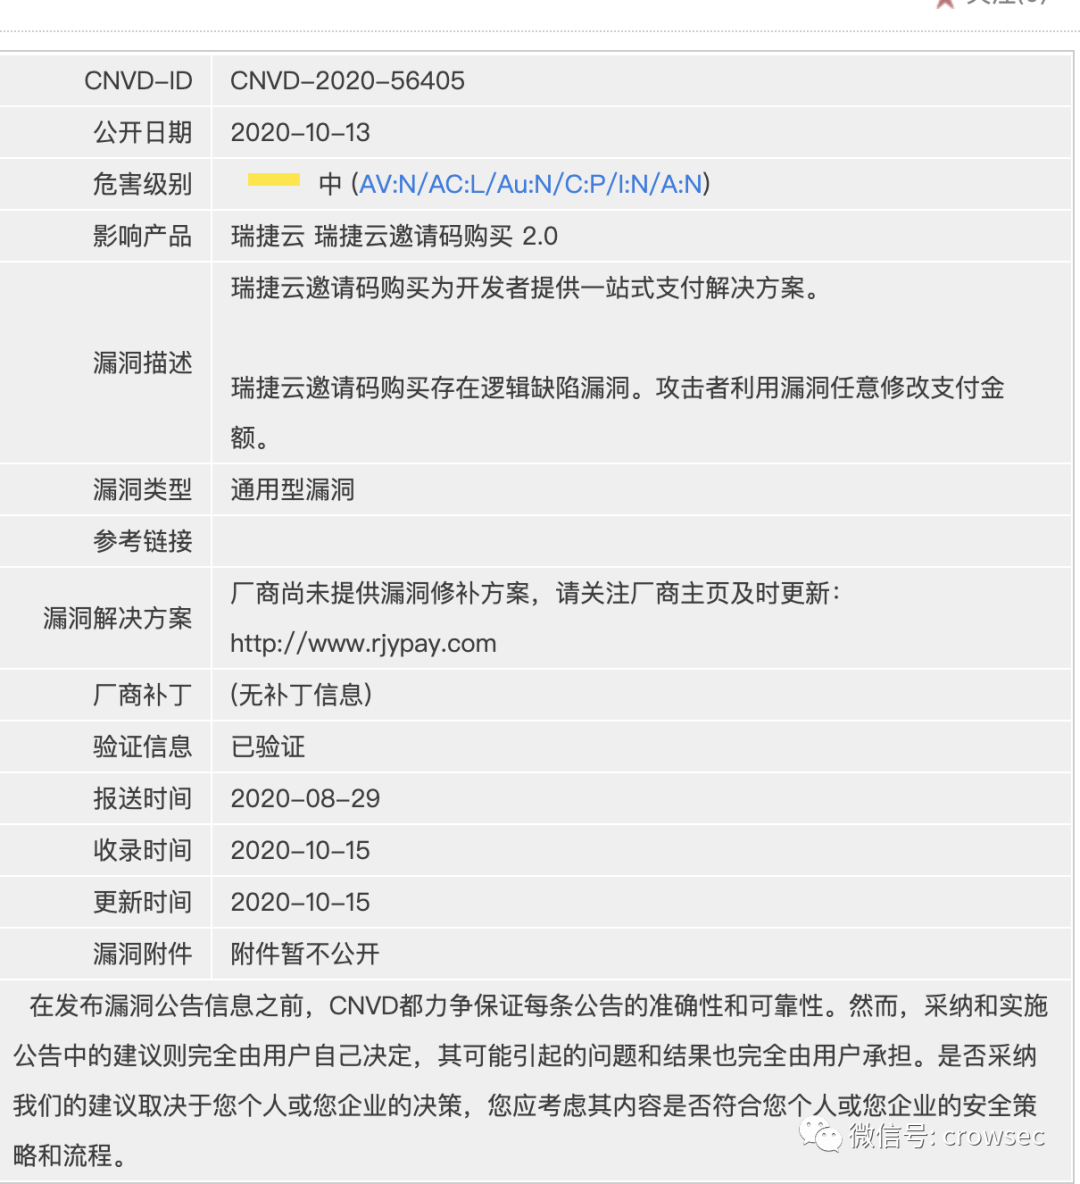 CNVD-ID CNVD-2020-56405
公开日期 2020-10-13
危害级别 中 (AV:N/AC:L/Au:N/C:P/I:N/A:N)
影响产品 瑞捷云 瑞捷云邀请码购买 2.0
漏洞描述 瑞捷云邀请码购买为开发者提供一站式支付解决方案。
瑞捷云邀请码购买存在逻辑缺陷漏洞。攻击者利用漏洞任意修改支付金
额。
漏洞类型 通用型漏洞
参考链接
漏洞解决方案 厂商尚未提供漏洞修补方案，请关注厂商主页及时更新：
http://www.rjypay.com
厂商补丁 (无补丁信息)
验证信息 已验证
报送时间 2020-08-29
收录时间 2020-10-15
更新时间 2020-10-15
漏洞附件 附件暂不公开
在发布漏洞公告信息之前，CNVD都力争保证每条公告的准确性和可靠性。然而，采纳和实施
公告中的建议则完全由用户自己决定，其可能引起的问题和结果也完全由用户承担。是否采纳
我们的建议取决于您个人或您企业的决策，您应考虑其内容是否符合您个人或您企业的安全策
略和流程。
微信号: crowsec